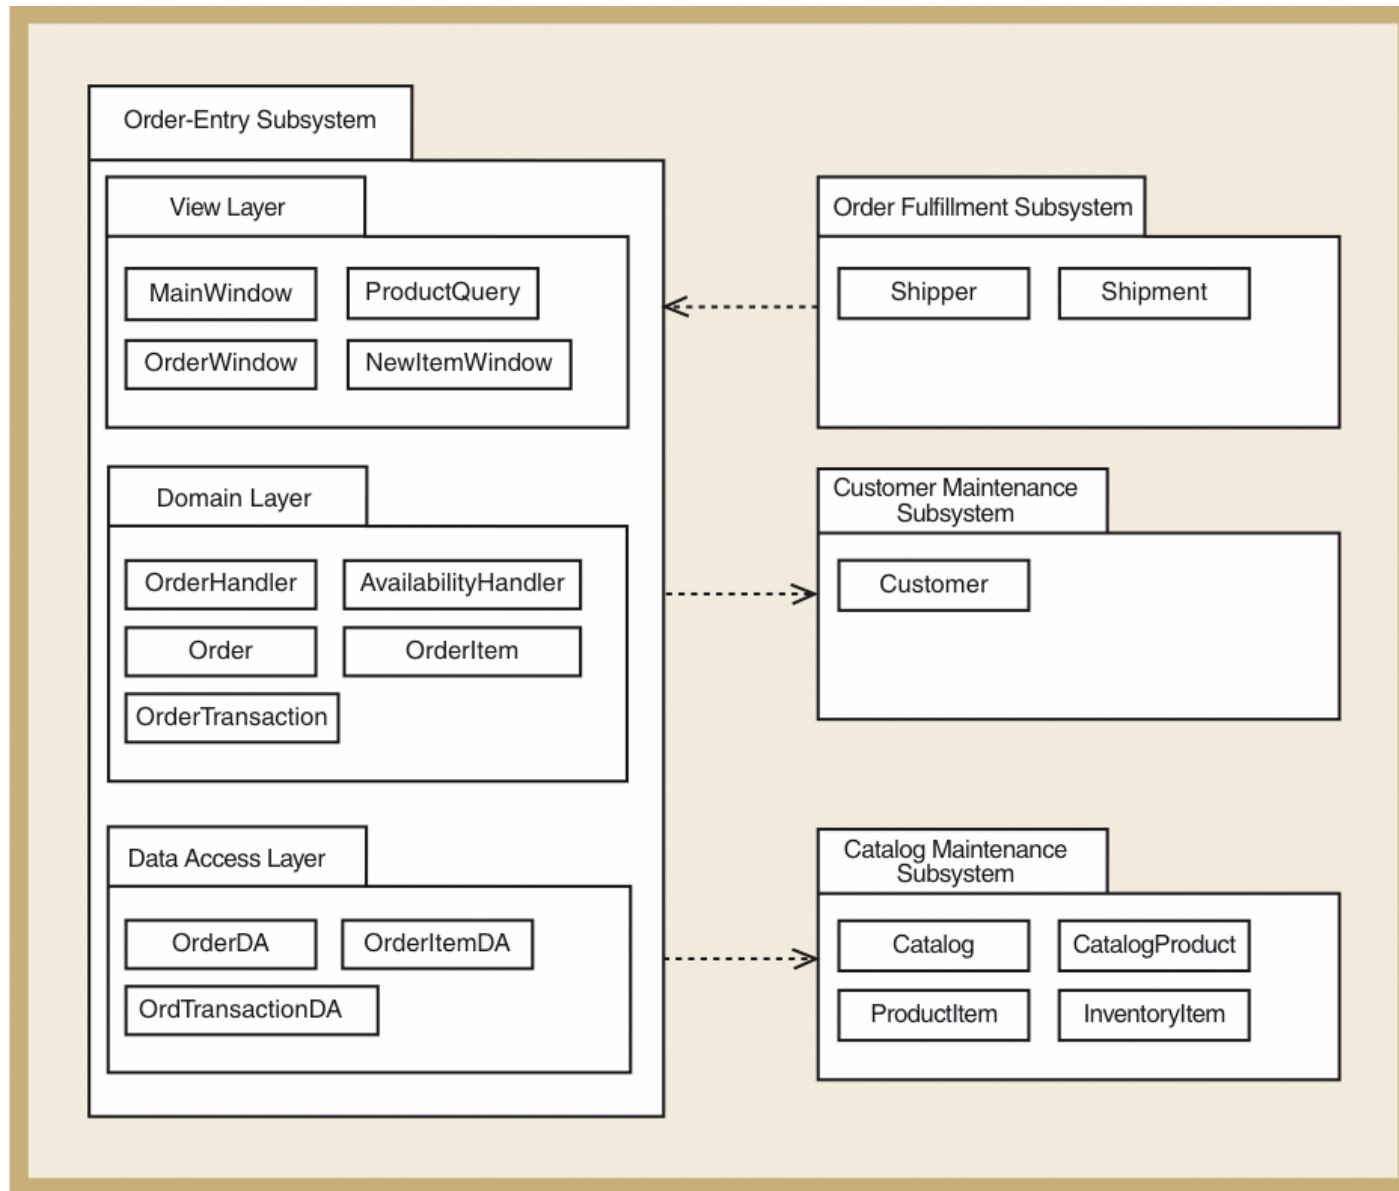 Order-Entry Subsystem
View Layer
MainWindow
ProductQuery
OrderWindow
NewItemWindow
Domain Layer
OrderHandler
AvailabilityHandler
Order
OrderItem
OrderTransaction
Data Access Layer
OrderDA
OrderItemDA
OrdTransactionDA
Order Fulfillment Subsystem
Shipper
Shipment
Customer Maintenance
Subsystem
Customer
Catalog Maintenance
Subsystem
Catalog
CatalogProduct
ProductItem
InventoryItem